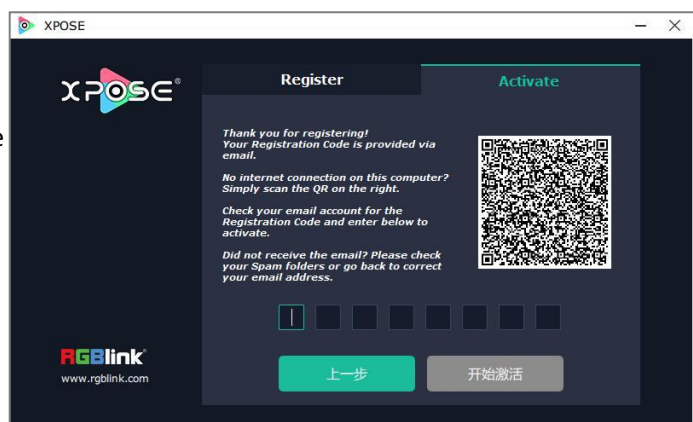 XPOSE
XPOSE®
Register
Activate
e
Thank you for registering!
Your Registration Code is provided via
email.
No internet connection on this computer?
Simply scan the QR on the right.
Check your email account for the
Registration Code and enter below to
activate.
Did not receive the email? Please check
your Spam folders or go back to correct
your email address.
RGBlink®
www.rgblink.com
上一步
开始激活